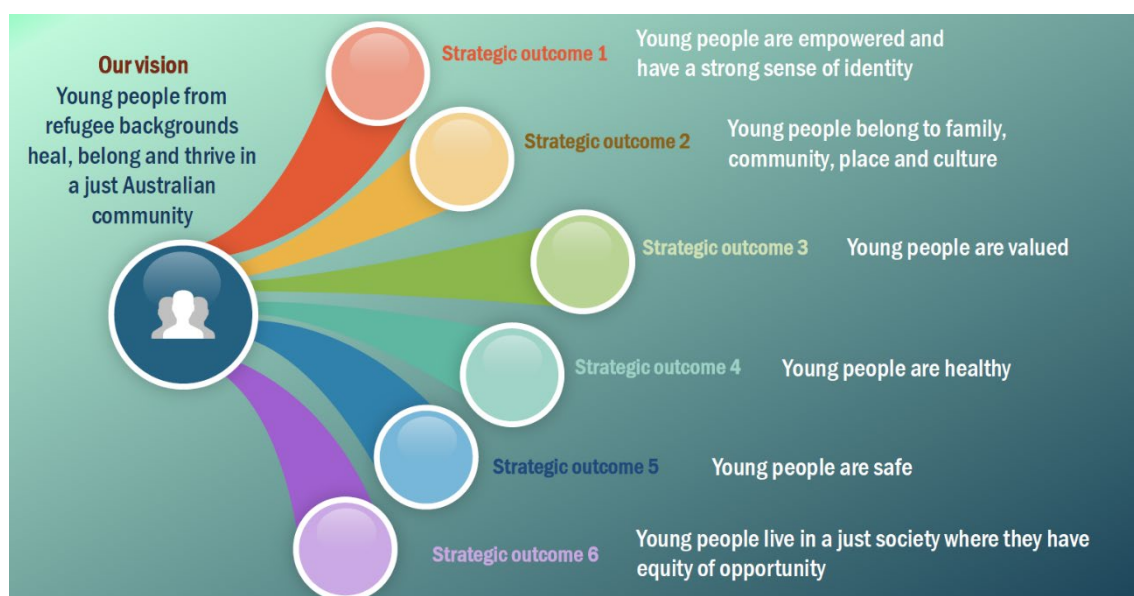 Our vision
Young people from
refugee backgrounds
heal, belong and thrive in
a just Australian
community
Strategic outcome 1
Young people are empowered and
have a strong sense of identity
Strategic outcome 2
Young people belong to family,
community, place and culture
Strategic outcome 3
Young people are valued
Strategic outcome 4
Young people are healthy
Strategic outcome 5
Young people are safe
Strategic outcome 6
Young people live in a just society where they have
equity of opportunity